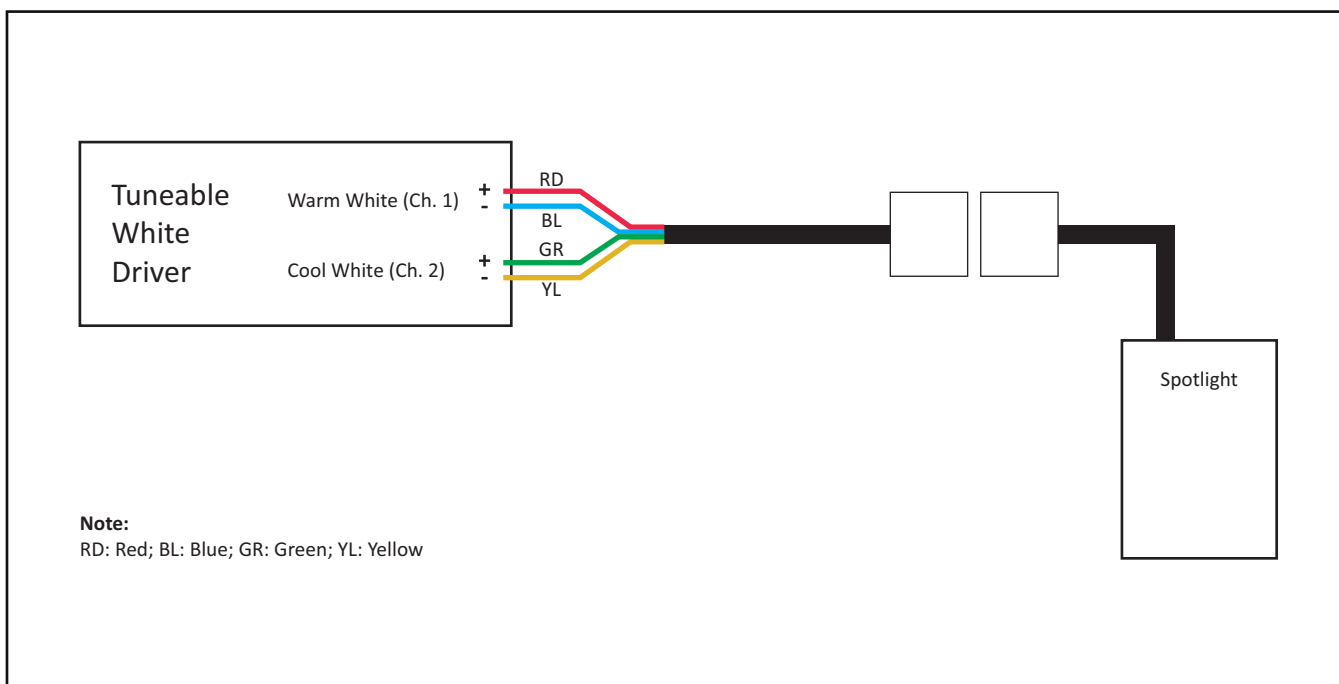 Tuneable
White
Driver
Warm White (Ch. 1)
+
-
Cool White (Ch. 2)
+
-
RD
BL
GR
YL
Spotlight
Note:
RD: Red; BL: Blue; GR: Green; YL: Yellow